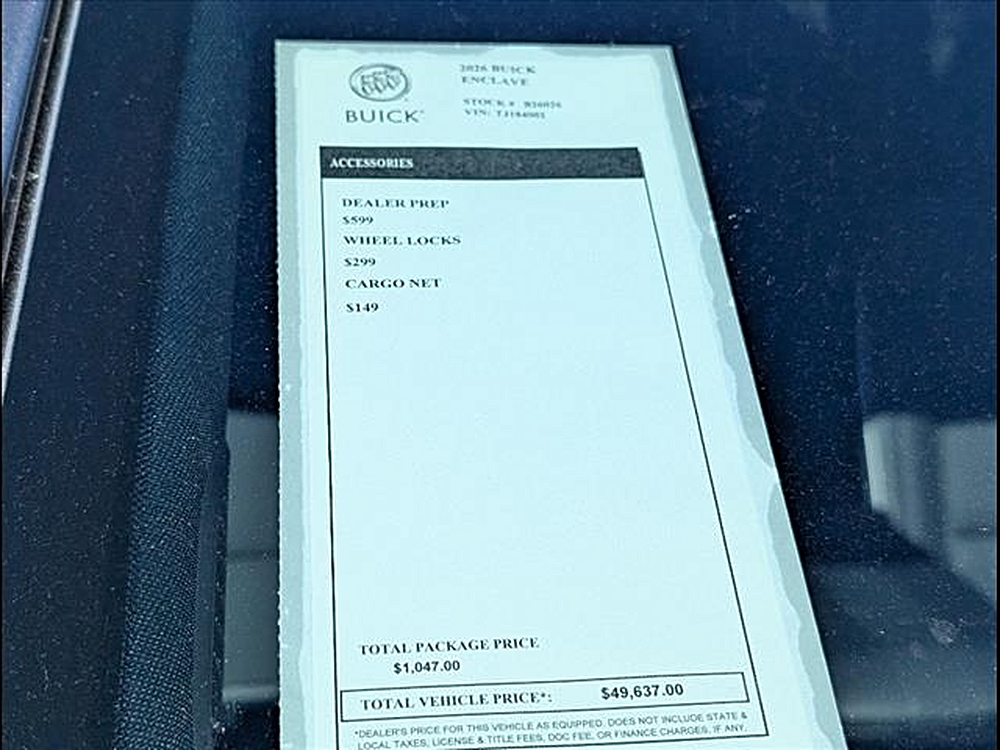 BUICK
2026 BUICK
ENCLAVE
STOCK #
VIN:
ACCESSORIES
DEALER PREP
$599
WHEEL LOCKS
$299
CARGO NET
$149
TOTAL PACKAGE PRICE
$1,047.00
TOTAL VEHICLE PRICE*: $49,637.00
*DEALER'S PRICE FOR THIS VEHICLE AS EQUIPPED. DOES NOT INCLUDE STATE &
LOCAL TAXES, LICENSE & TITLE FEES, DOC FEE, OR FINANCE CHARGES, IF ANY.